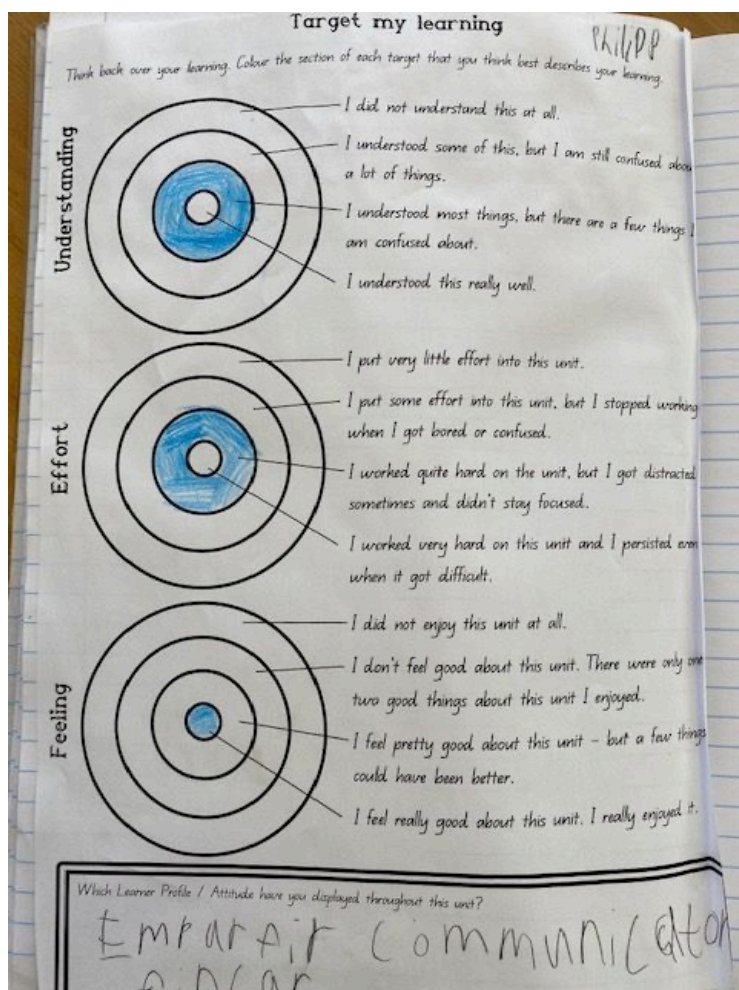 Target my learning
Think back over your learning. Colour the section of each target that you think best describes your learning.
Understanding
I did not understand this at all.
I understood some of this, but I am still confused abou
a lot of things.
I understood most things, but there are a few things I
am confused about.
I understood this really well.
Effort
I put very little effort into this unit.
I put some effort into this unit, but I stopped working
when I got bored or confused.
I worked quite hard on the unit, but I got distracted
sometimes and didn't stay focused.
I worked very hard on this unit and I persisted even
when it got difficult.
Feeling
I did not enjoy this unit at all.
I don't feel good about this unit. There were only one
two good things about this unit I enjoyed.
I feel pretty good about this unit – but a few things
could have been better.
I feel really good about this unit. I really enjoyed it.
Which Learner Profile / Attitude have you displayed throughout this unit?
Communicator